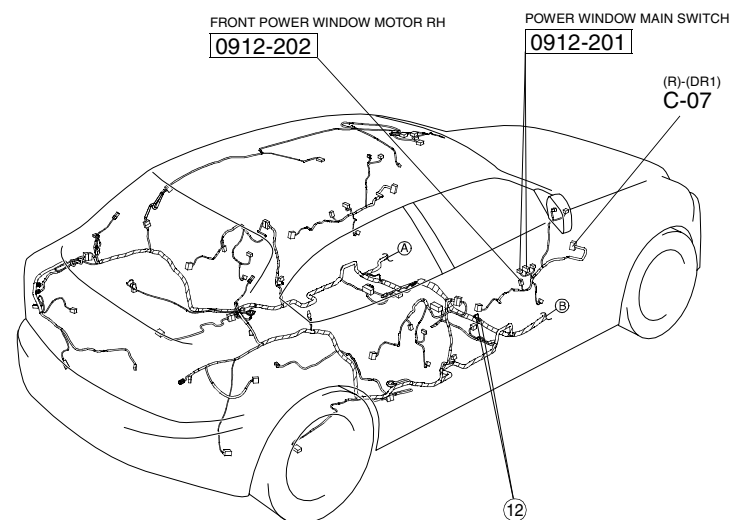 FRONT POWER WINDOW MOTOR RH
0912-202
POWER WINDOW MAIN SWITCH
0912-201
(R)-(DR1)
C-07
A
B
12